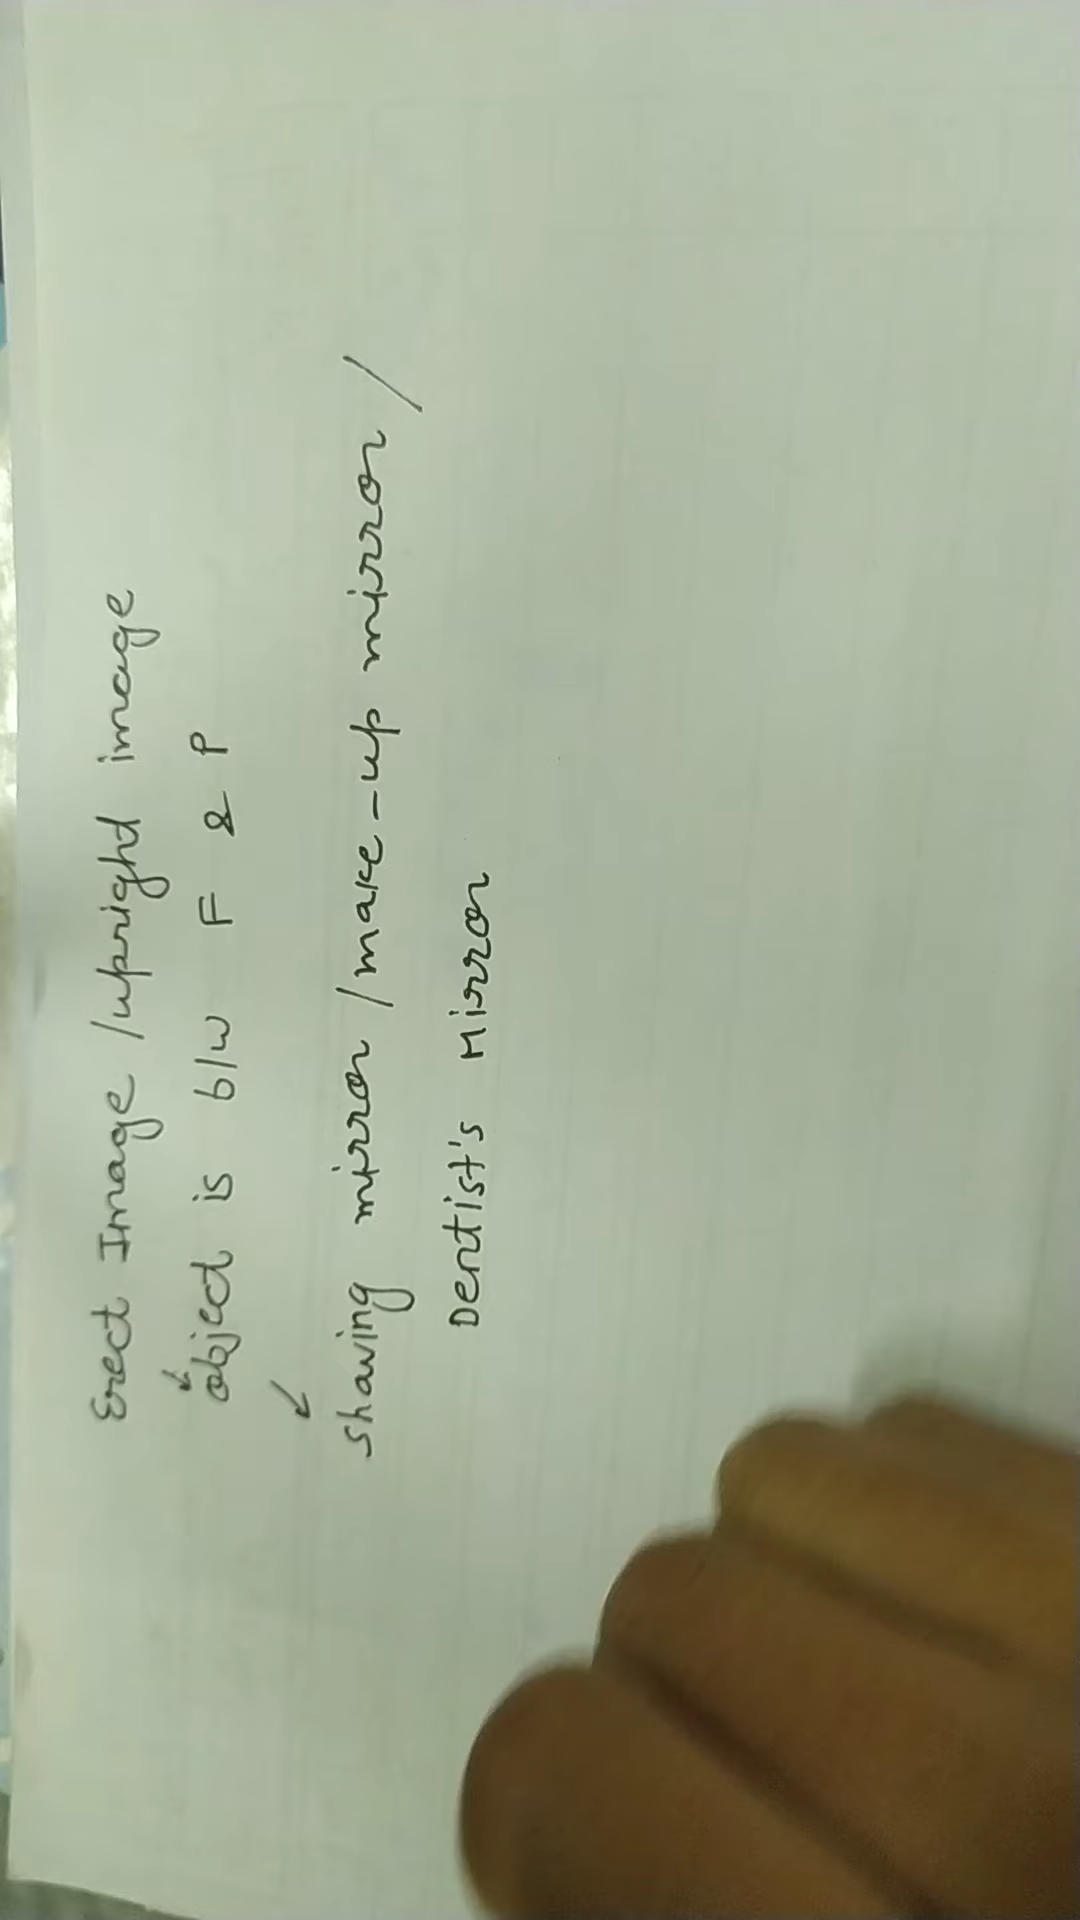 Erect Image / upright image
↙
object is b/w F & P
↙
shaving mirror / make-up mirror /
Dentist's Mirror